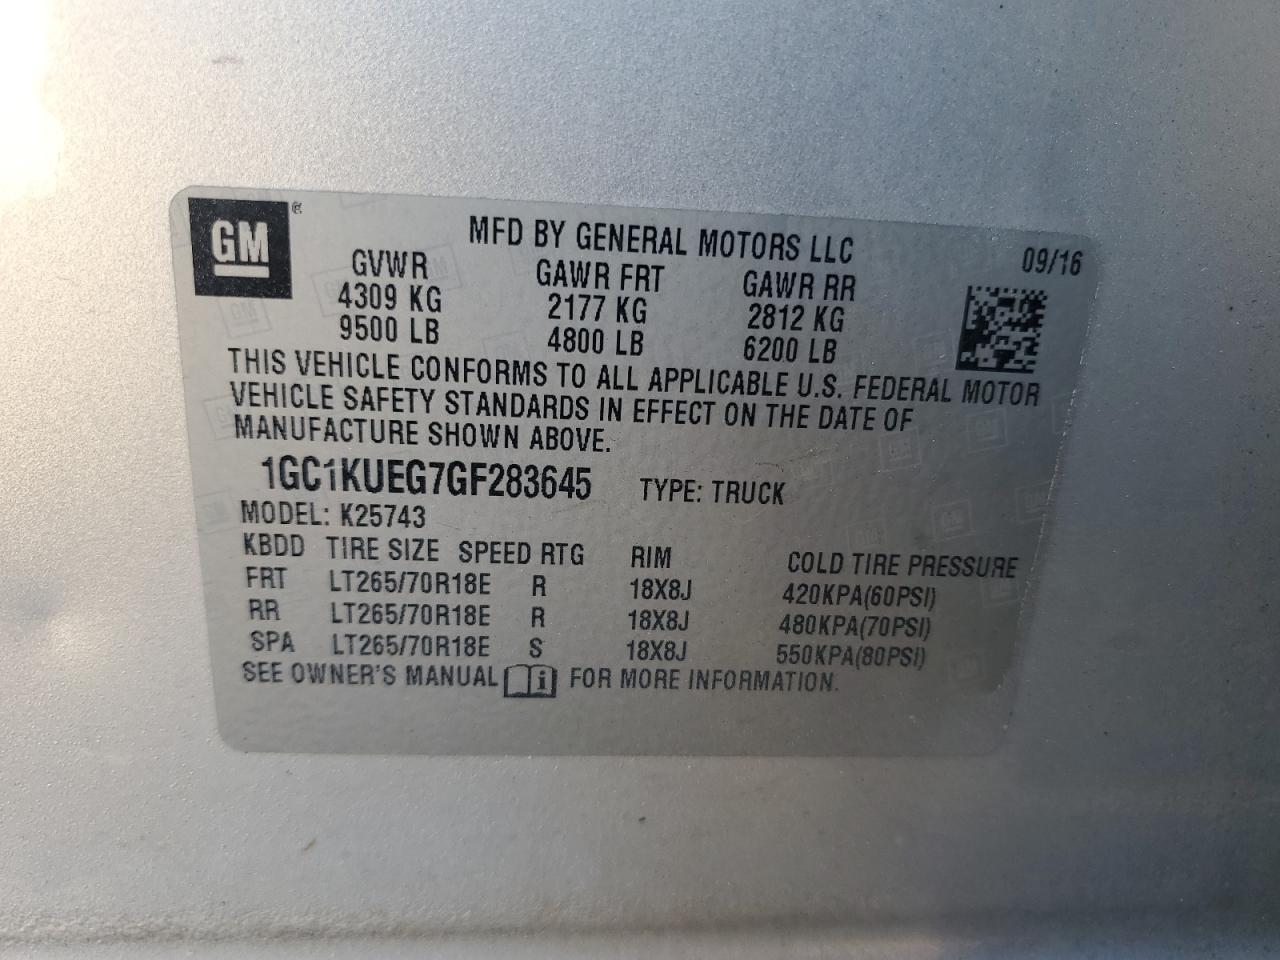 GM
MFD BY GENERAL MOTORS LLC 09/16
GVWR GAWR FRT GAWR RR
4309 KG 2177 KG 2812 KG
9500 LB 4800 LB 6200 LB
THIS VEHICLE CONFORMS TO ALL APPLICABLE U.S. FEDERAL MOTOR
VEHICLE SAFETY STANDARDS IN EFFECT ON THE DATE OF
MANUFACTURE SHOWN ABOVE.
1GC1KUEG7GF283645 TYPE: TRUCK
MODEL: K25743
KBDD TIRE SIZE SPEED RTG RIM COLD TIRE PRESSURE
FRT LT265/70R18E R 18X8J 420KPA(60PSI)
RR LT265/70R18E R 18X8J 480KPA(70PSI)
SPA LT265/70R18E S 18X8J 550KPA(80PSI)
SEE OWNER'S MANUAL i FOR MORE INFORMATION.